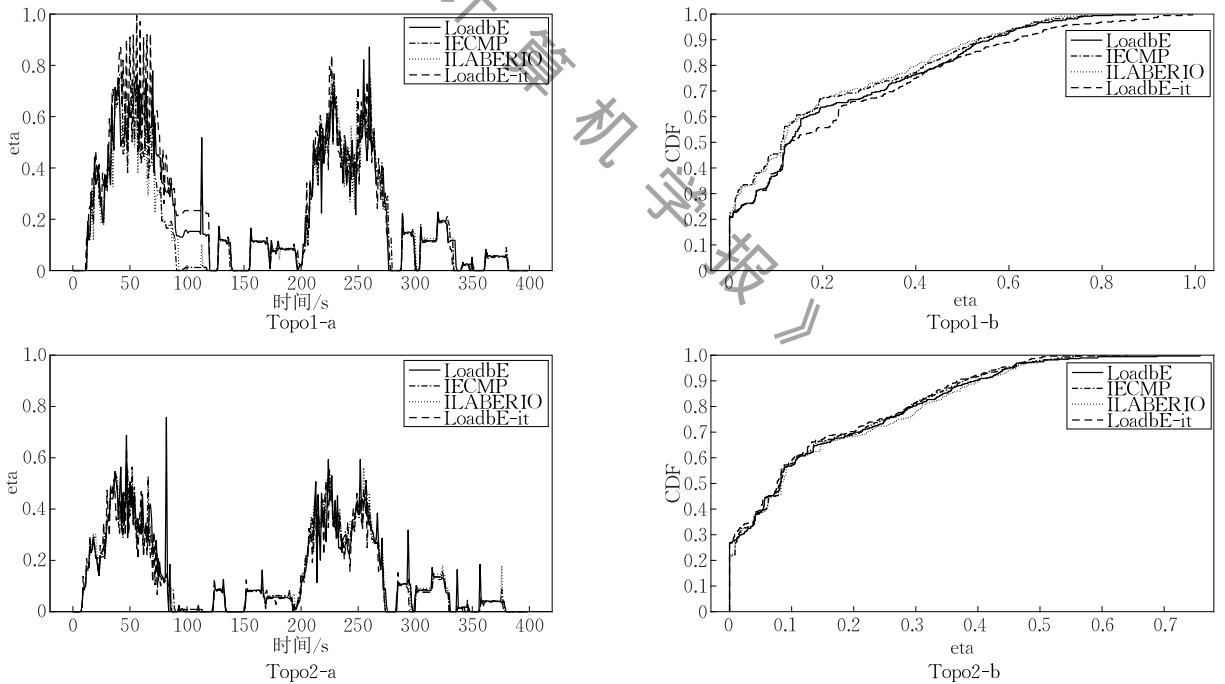 计算机学报》
1.0
0.8
0.6
0.4
0.2
0
eta
LoadbE
IECMP
ILABERIO
LoadbE-it
0 50 100 150 200 250 300 350 400
时间/s
Topo1-a
1.0
0.9
0.8
0.7
0.6
0.5
0.4
0.3
0.2
0.1
0
CDF
LoadbE
IECMP
ILABERIO
LoadbE-it
0 0.2 0.4 0.6 0.8 1.0
eta
Topo1-b
1.0
0.8
0.6
0.4
0.2
0
eta
LoadbE
IECMP
ILABERIO
LoadbE-it
0 50 100 150 200 250 300 350 400
时间/s
Topo2-a
1.0
0.9
0.8
0.7
0.6
0.5
0.4
0.3
0.2
0.1
0
CDF
LoadbE
IECMP
ILABERIO
LoadbE-it
0 0.1 0.2 0.3 0.4 0.5 0.6 0.7
eta
Topo2-b